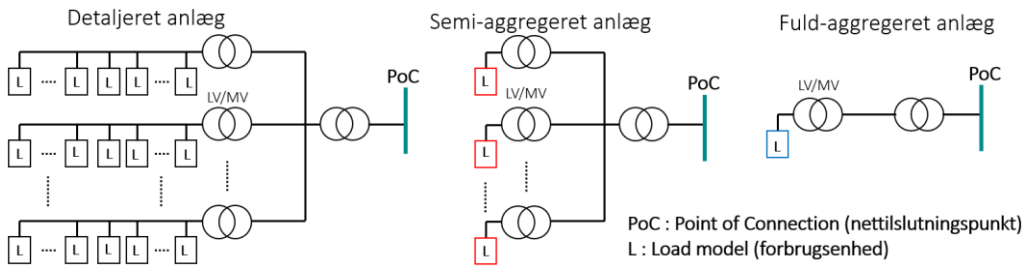 Detaljeret anlæg
Semi-aggregeret anlæg
Fuld-aggregeret anlæg
PoC
PoC
PoC
LV/MV
LV/MV
LV/MV
L .... L L L .... L
L
L
L .... L L L .... L
L
L .... L L L .... L
L
PoC : Point of Connection (nettilslutningspunkt)
L : Load model (forbrugsenhed)